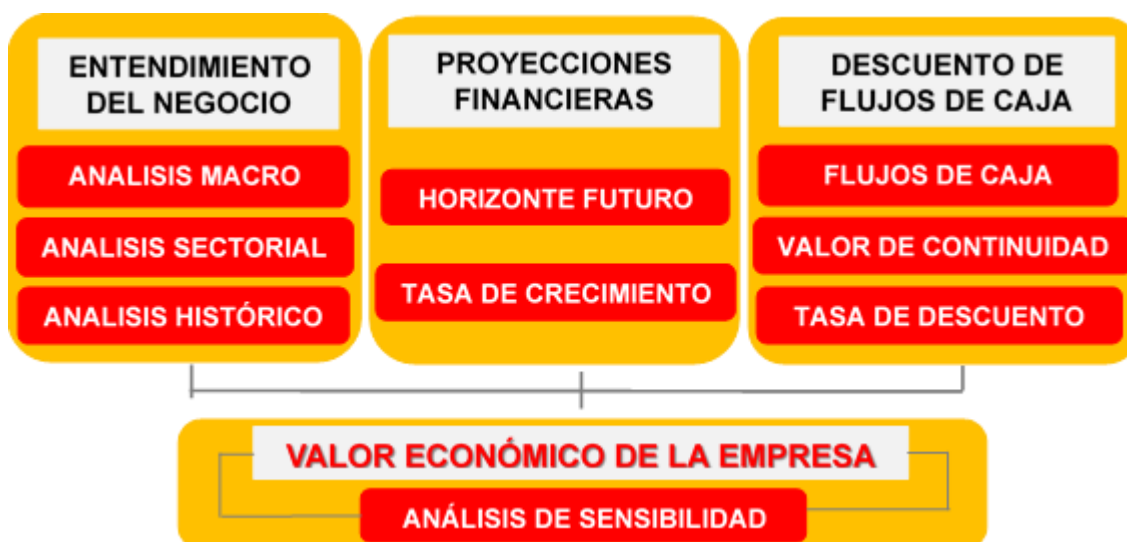 ENTENDIMIENTO
DEL NEGOCIO
ANALISIS MACRO
ANALISIS SECTORIAL
ANALISIS HISTÓRICO
PROYECCIONES
FINANCIERAS
HORIZONTE FUTURO
TASA DE CRECIMIENTO
DESCUENTO DE
FLUJOS DE CAJA
FLUJOS DE CAJA
VALOR DE CONTINUIDAD
TASA DE DESCUENTO
VALOR ECONÓMICO DE LA EMPRESA
ANÁLISIS DE SENSIBILIDAD